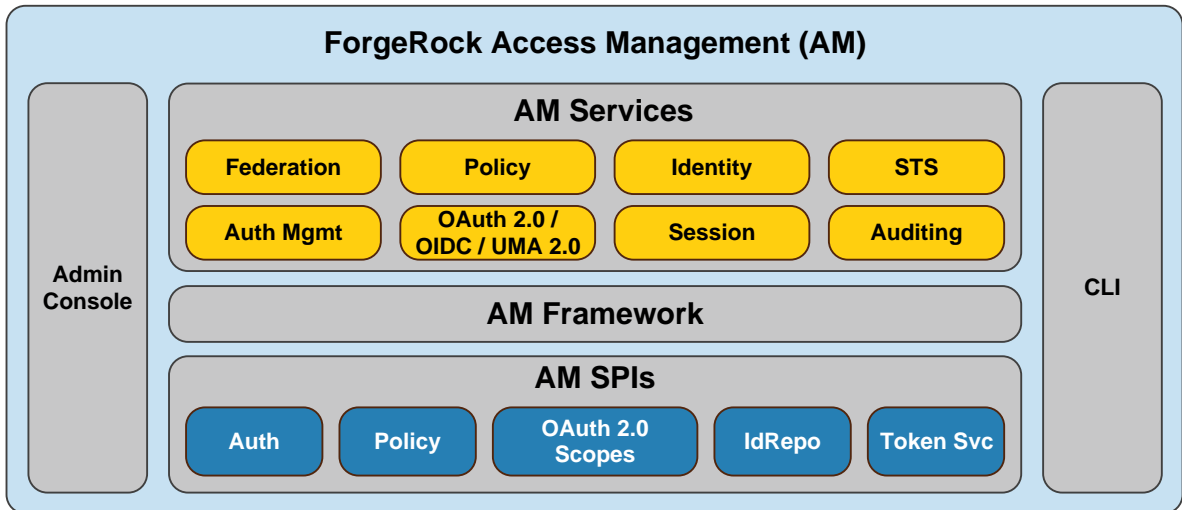 ForgeRock Access Management (AM)
Admin
Console
AM Services
Federation
Policy
Identity
STS
Auth Mgmt
OAuth 2.0 /
OIDC / UMA 2.0
Session
Auditing
AM Framework
AM SPIs
Auth
Policy
OAuth 2.0
Scopes
IdRepo
Token Svc
CLI